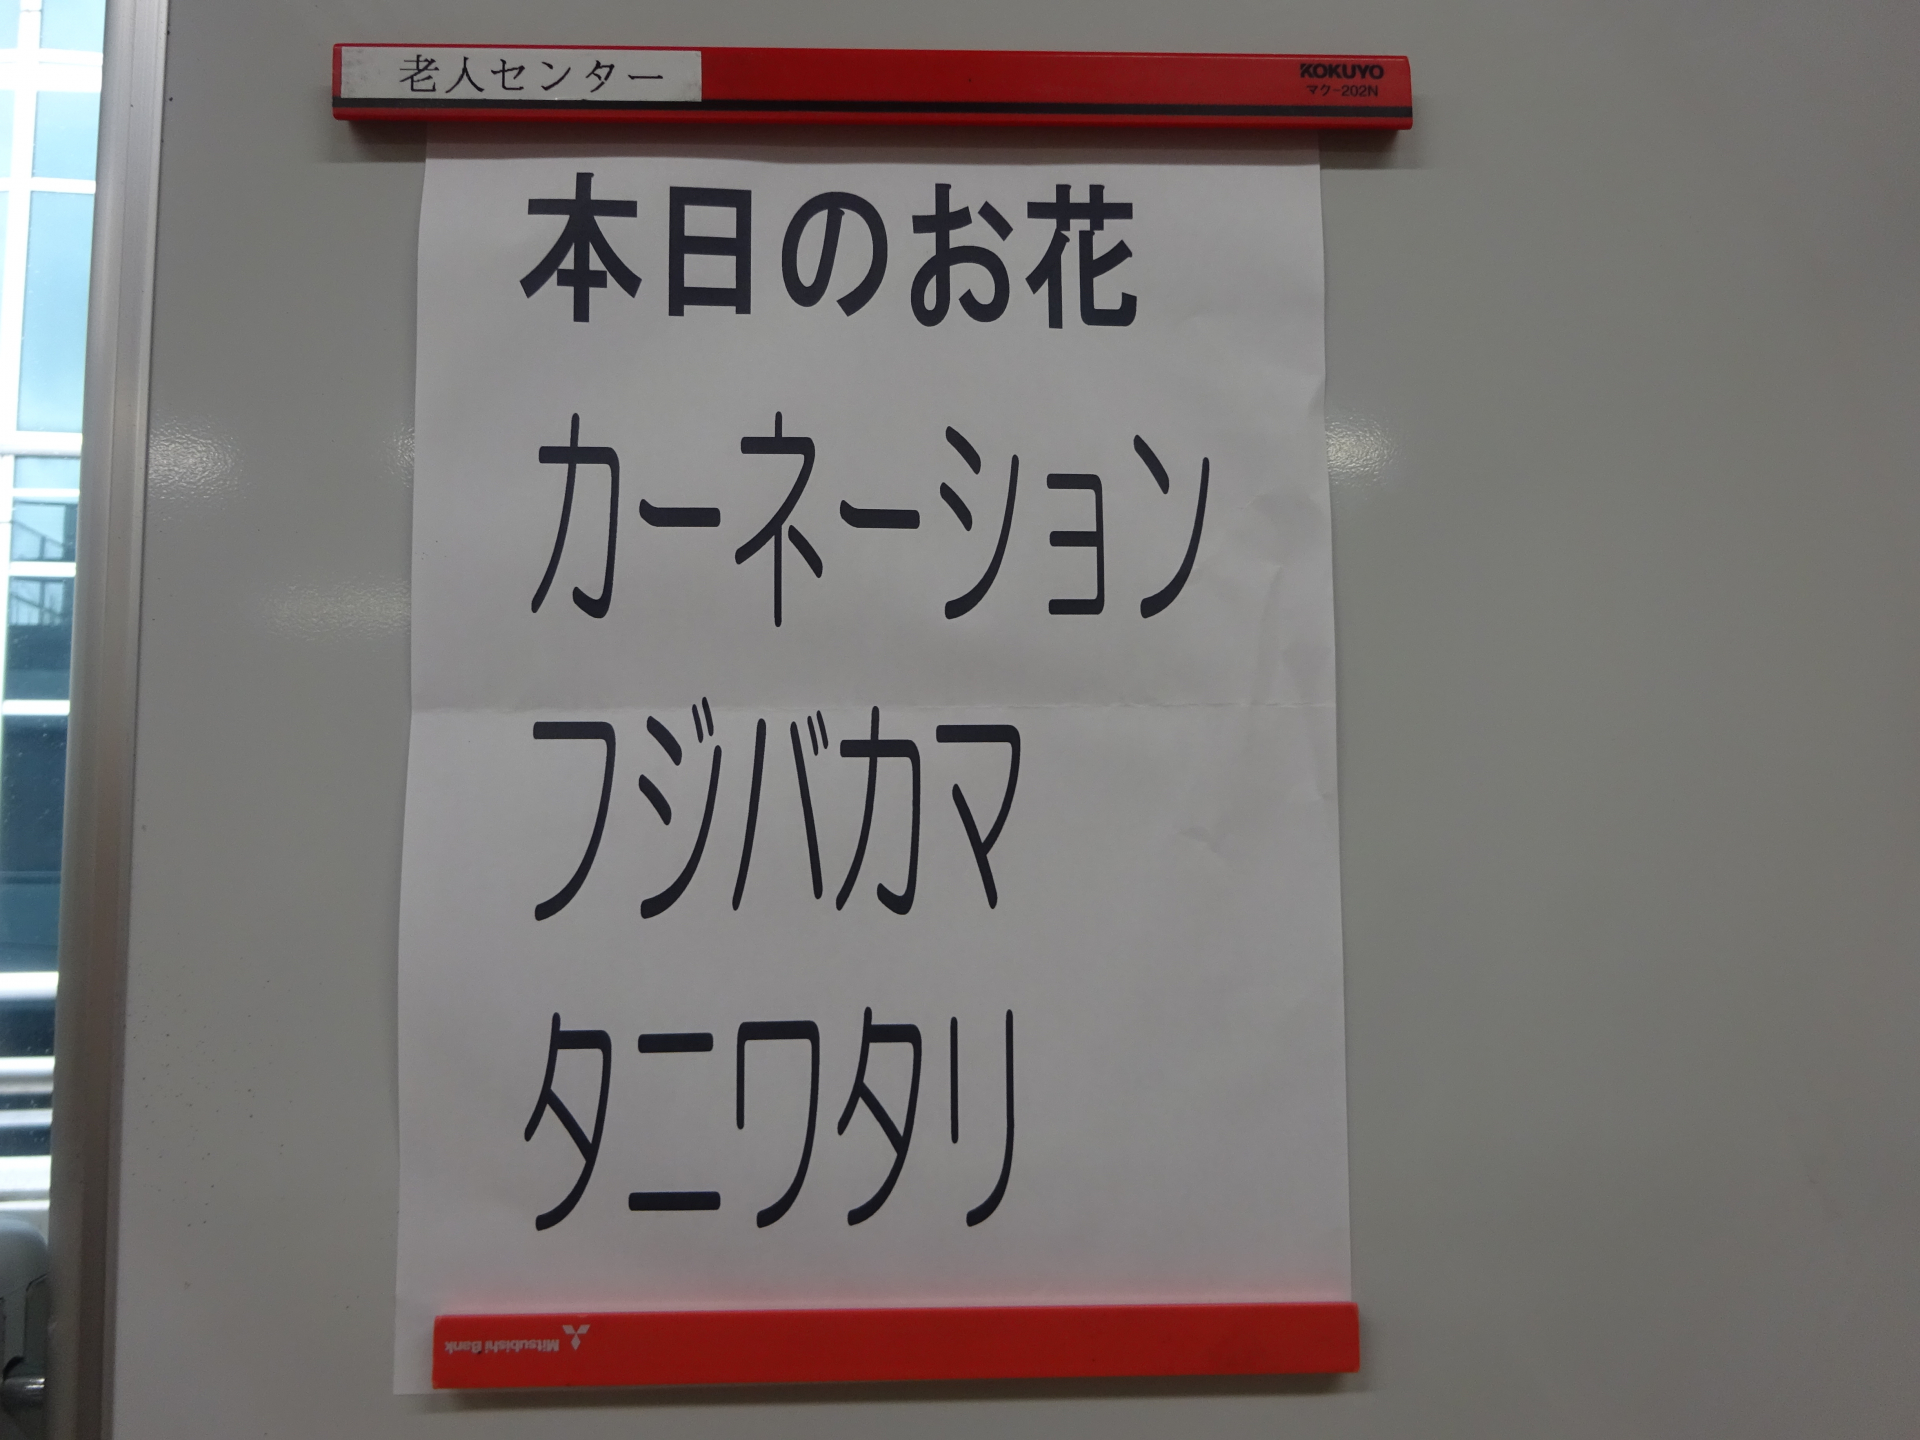 老人センター
KOKUYO
マク-202N
本日のお花
カーネーション
フジバカマ
タニワタリ
Mitsubishi Bank